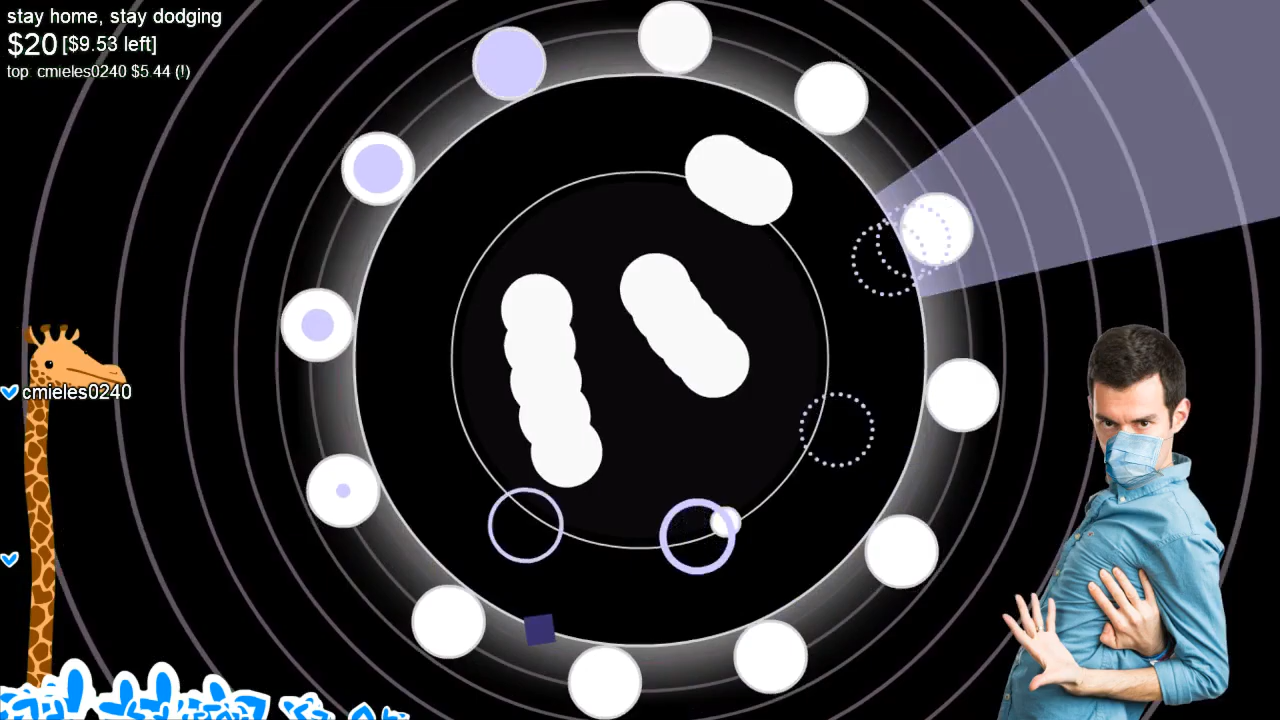 stay home, stay dodging
$20 [$9.53 left]
top: cmieles0240 $5.44 (!)
cmieles0240